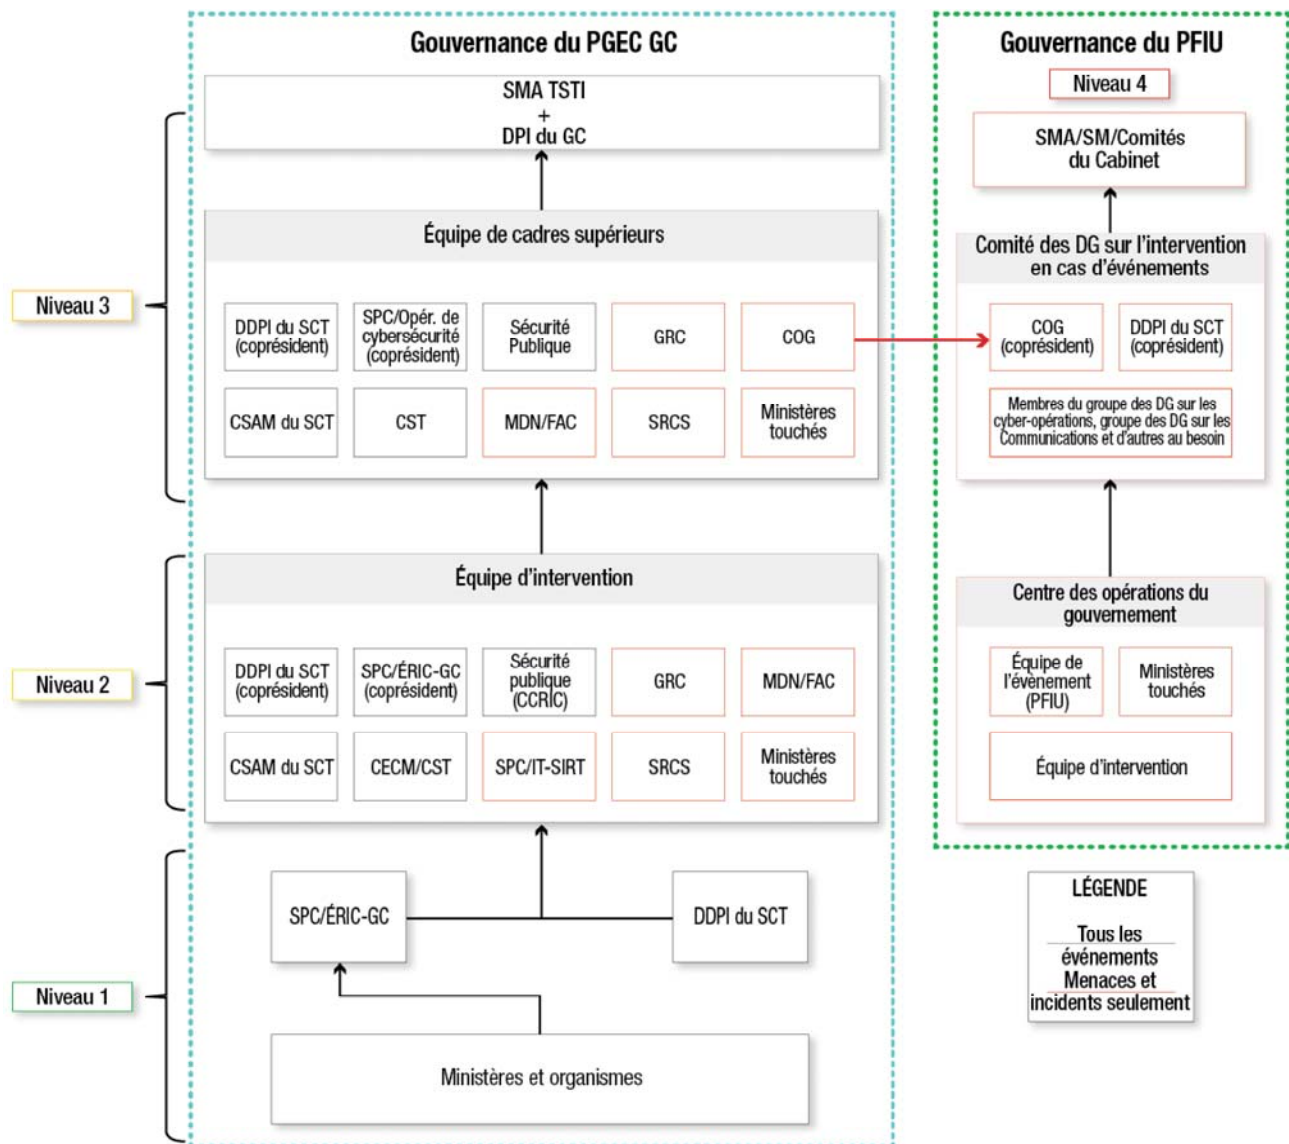 Gouvernance du PGEC GC
SMA TSTI
+
DPI du GC
Niveau 3
Équipe de cadres supérieurs
DDPI du SCT
(coprésident)
SPC/Opér. de
cybersécurité
(coprésident)
Sécurité
Publique
GRC
COG
CSAM du SCT
CST
MDN/FAC
SRCS
Ministères
touchés
Niveau 2
Équipe d'intervention
DDPI du SCT
(coprésident)
SPC/ÉRIC-GC
(coprésident)
Sécurité
publique
(CCRIC)
GRC
MDN/FAC
CSAM du SCT
CECM/CST
SPC/IT-SIRT
SRCS
Ministères
touchés
Niveau 1
SPC/ÉRIC-GC
DDPI du SCT
Ministères et organismes
Gouvernance du PFIU
Niveau 4
SMA/SM/Comités
du Cabinet
Comité des DG sur l'intervention
en cas d'événements
COG
(coprésident)
DDPI du SCT
(coprésident)
Membres du groupe des DG sur les
cyber-opérations, groupe des DG sur les
Communications et d'autres au besoin
Centre des opérations du
gouvernement
Équipe de
l'évènement
(PFIU)
Ministères
touchés
Équipe d'intervention
LÉGENDE
Tous les
événements
Menaces et
incidents seulement